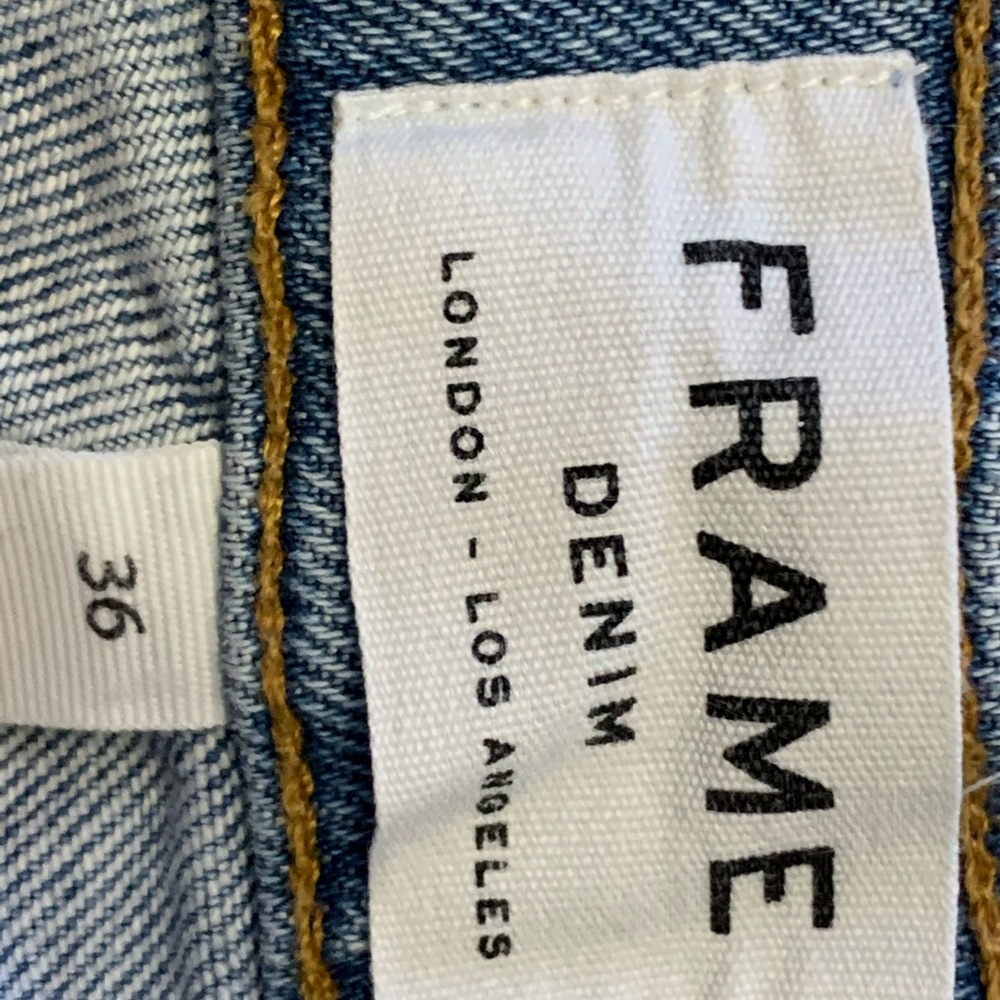 FRAME
DENIM
LONDON - LOS ANGELES
36